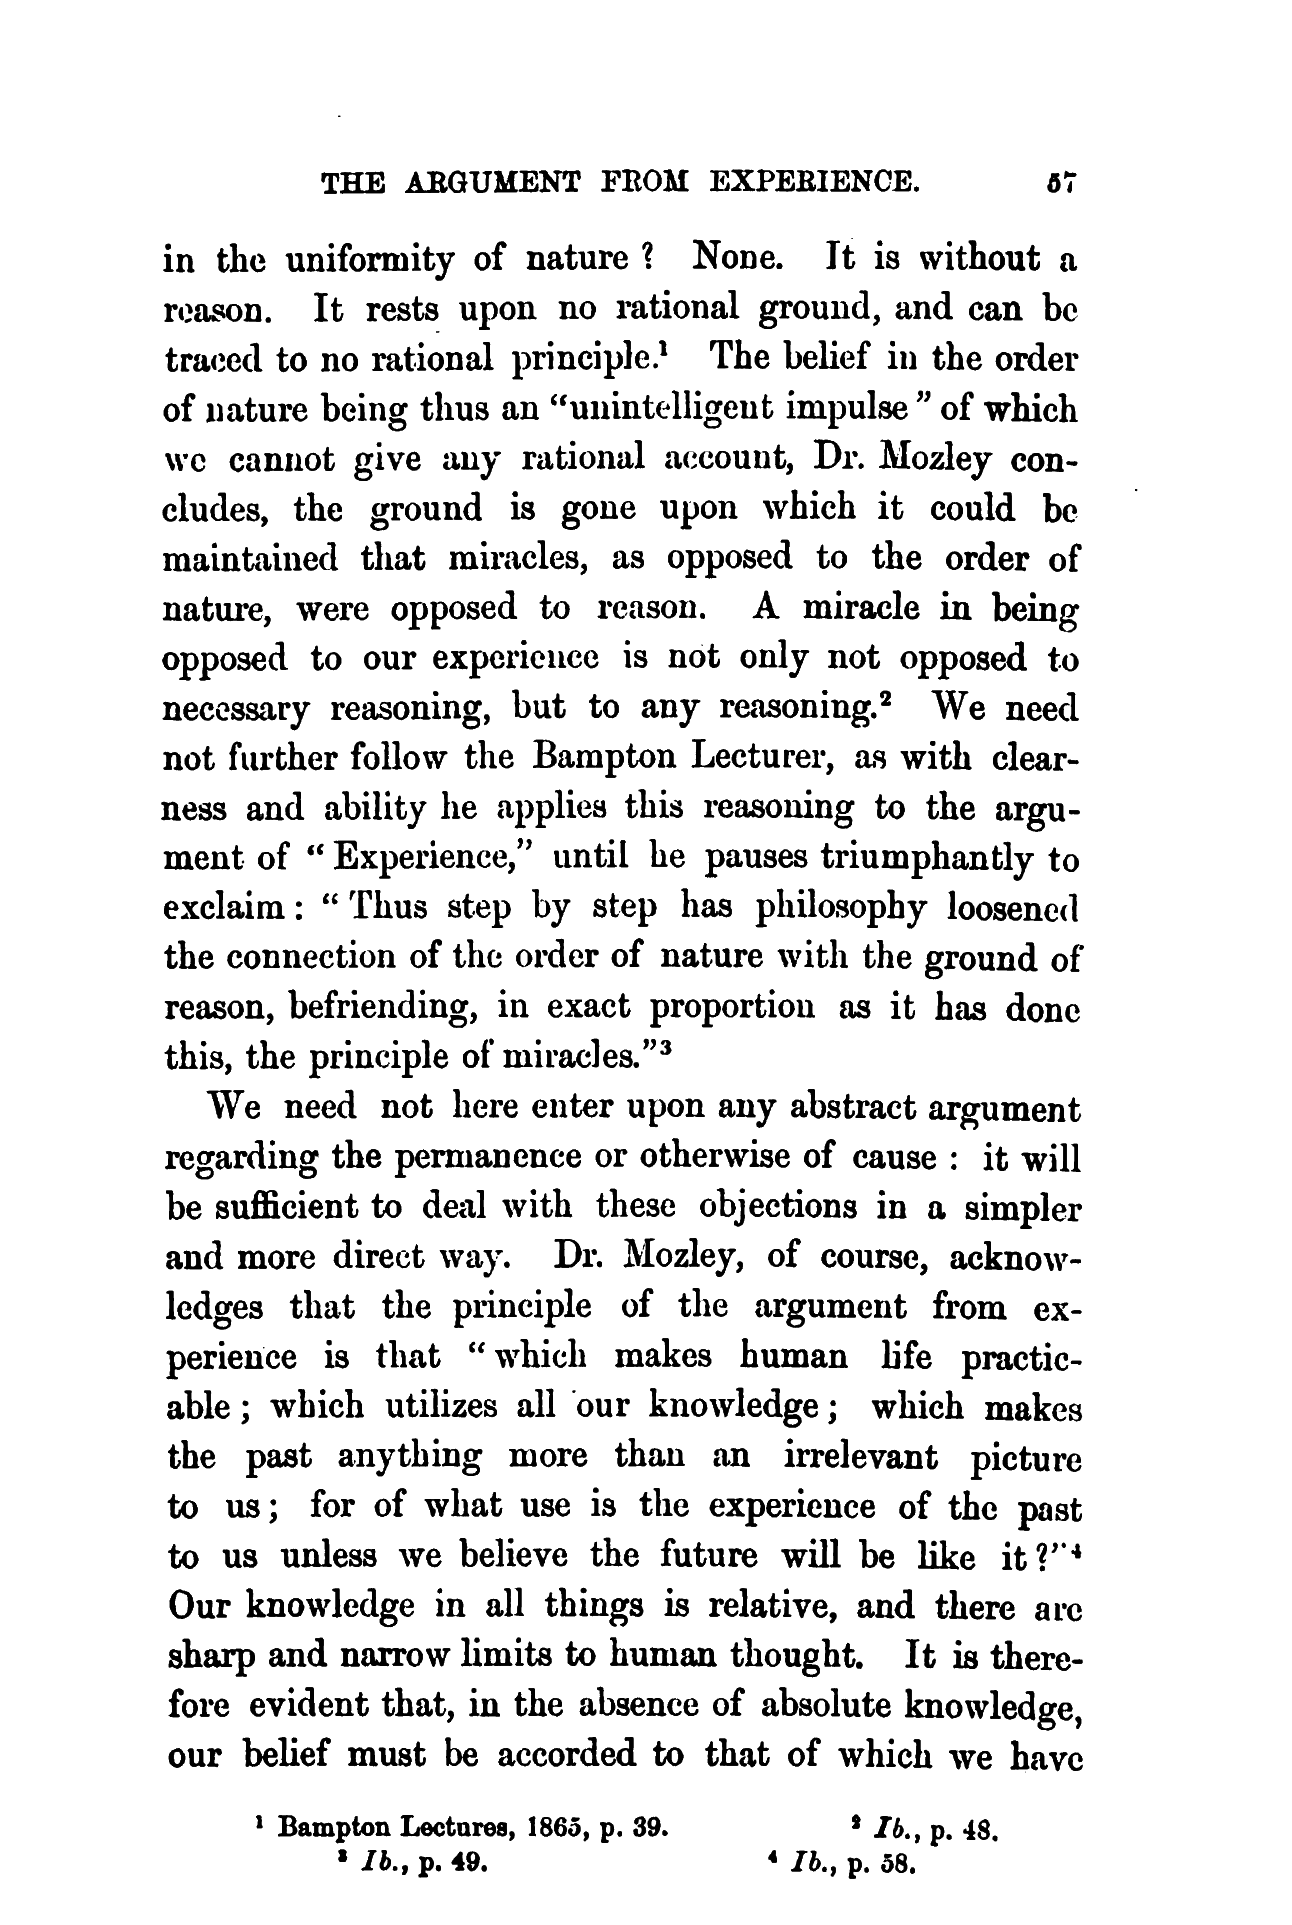 THE ARGUMENT FROM EXPERIENCE. 57
in the uniformity of nature? None. It is without a
reason. It rests upon no rational ground, and can be
traced to no rational principle.¹ The belief in the order
of nature being thus an “unintelligent impulse” of which
we cannot give any rational account, Dr. Mozley con-
cludes, the ground is gone upon which it could be
maintained that miracles, as opposed to the order of
nature, were opposed to reason. A miracle in being
opposed to our experience is not only not opposed to
necessary reasoning, but to any reasoning.² We need
not further follow the Bampton Lecturer, as with clear-
ness and ability he applies this reasoning to the argu-
ment of “Experience,” until he pauses triumphantly to
exclaim: “Thus step by step has philosophy loosened
the connection of the order of nature with the ground of
reason, befriending, in exact proportion as it has done
this, the principle of miracles.”³
We need not here enter upon any abstract argument
regarding the permanence or otherwise of cause: it will
be sufficient to deal with these objections in a simpler
and more direct way. Dr. Mozley, of course, acknow-
ledges that the principle of the argument from ex-
perience is that “which makes human life practic-
able; which utilizes all our knowledge; which makes
the past anything more than an irrelevant picture
to us; for of what use is the experience of the past
to us unless we believe the future will be like it?”⁴
Our knowledge in all things is relative, and there are
sharp and narrow limits to human thought. It is there-
fore evident that, in the absence of absolute knowledge,
our belief must be accorded to that of which we have
¹ Bampton Lectures, 1865, p. 39. ² Ib., p. 48.
³ Ib., p. 49. ⁴ Ib., p. 58.